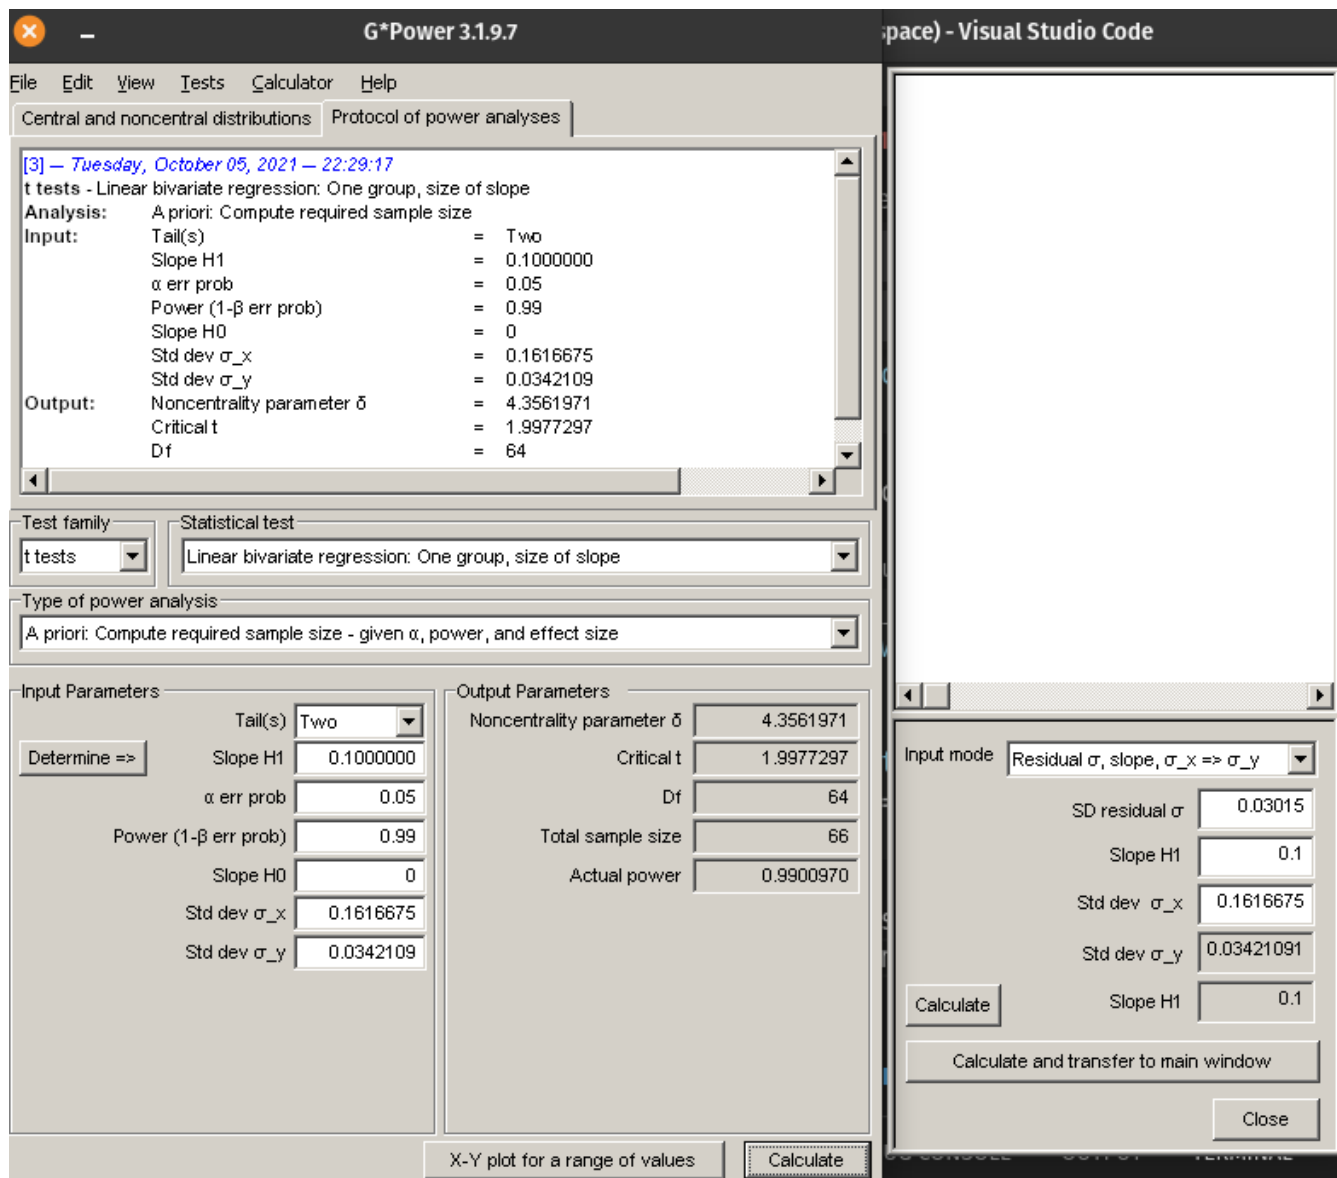 G*Power 3.1.9.7
File Edit View Tests Calculator Help
Central and noncentral distributions Protocol of power analyses
[3] -- Tuesday, October 05, 2021 -- 22:29:17
t tests - Linear bivariate regression: One group, size of slope
Analysis: A priori: Compute required sample size
Input: Tail(s) = Two
Slope H1 = 0.1000000
α err prob = 0.05
Power (1-β err prob) = 0.99
Slope H0 = 0
Std dev σ_x = 0.1616675
Std dev σ_y = 0.0342109
Output: Noncentrality parameter δ = 4.3561971
Critical t = 1.9977297
Df = 64
Test family
t tests
Statistical test
Linear bivariate regression: One group, size of slope
Type of power analysis
A priori: Compute required sample size - given α, power, and effect size
Input Parameters
Tail(s) Two
Determine => Slope H1 0.1000000
α err prob 0.05
Power (1-β err prob) 0.99
Slope H0 0
Std dev σ_x 0.1616675
Std dev σ_y 0.0342109
Output Parameters
Noncentrality parameter δ 4.3561971
Critical t 1.9977297
Df 64
Total sample size 66
Actual power 0.9900970
X-Y plot for a range of values Calculate
pace) - Visual Studio Code
Input mode Residual σ, slope, σ_x => σ_y
SD residual σ 0.03015
Slope H1 0.1
Std dev σ_x 0.1616675
Std dev σ_y 0.03421091
Calculate Slope H1 0.1
Calculate and transfer to main window
Close